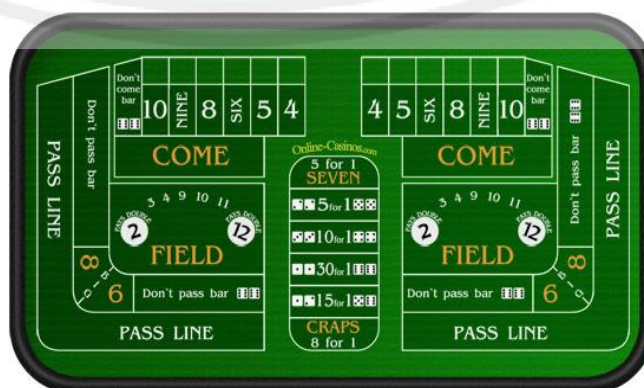 Don't
come
bar
10 NINE 8 SIX 5 4
COME
Don't pass bar
PASS LINE
3 4 9 10 11
PAYS DOUBLE
2
PAYS DOUBLE
12
FIELD
8
6
C-B
Don't pass bar
PASS LINE
Online-Casinos.com
5 for 1
SEVEN
5 for 1
10 for 1
30 for 1
15 for 1
CRAPS
8 for 1
4 5 SIX 8 NINE 10
Don't
come
bar
COME
Don't pass bar
PASS LINE
3 4 9 10 11
PAYS DOUBLE
2
PAYS DOUBLE
12
FIELD
8
6
C-B
Don't pass bar
PASS LINE